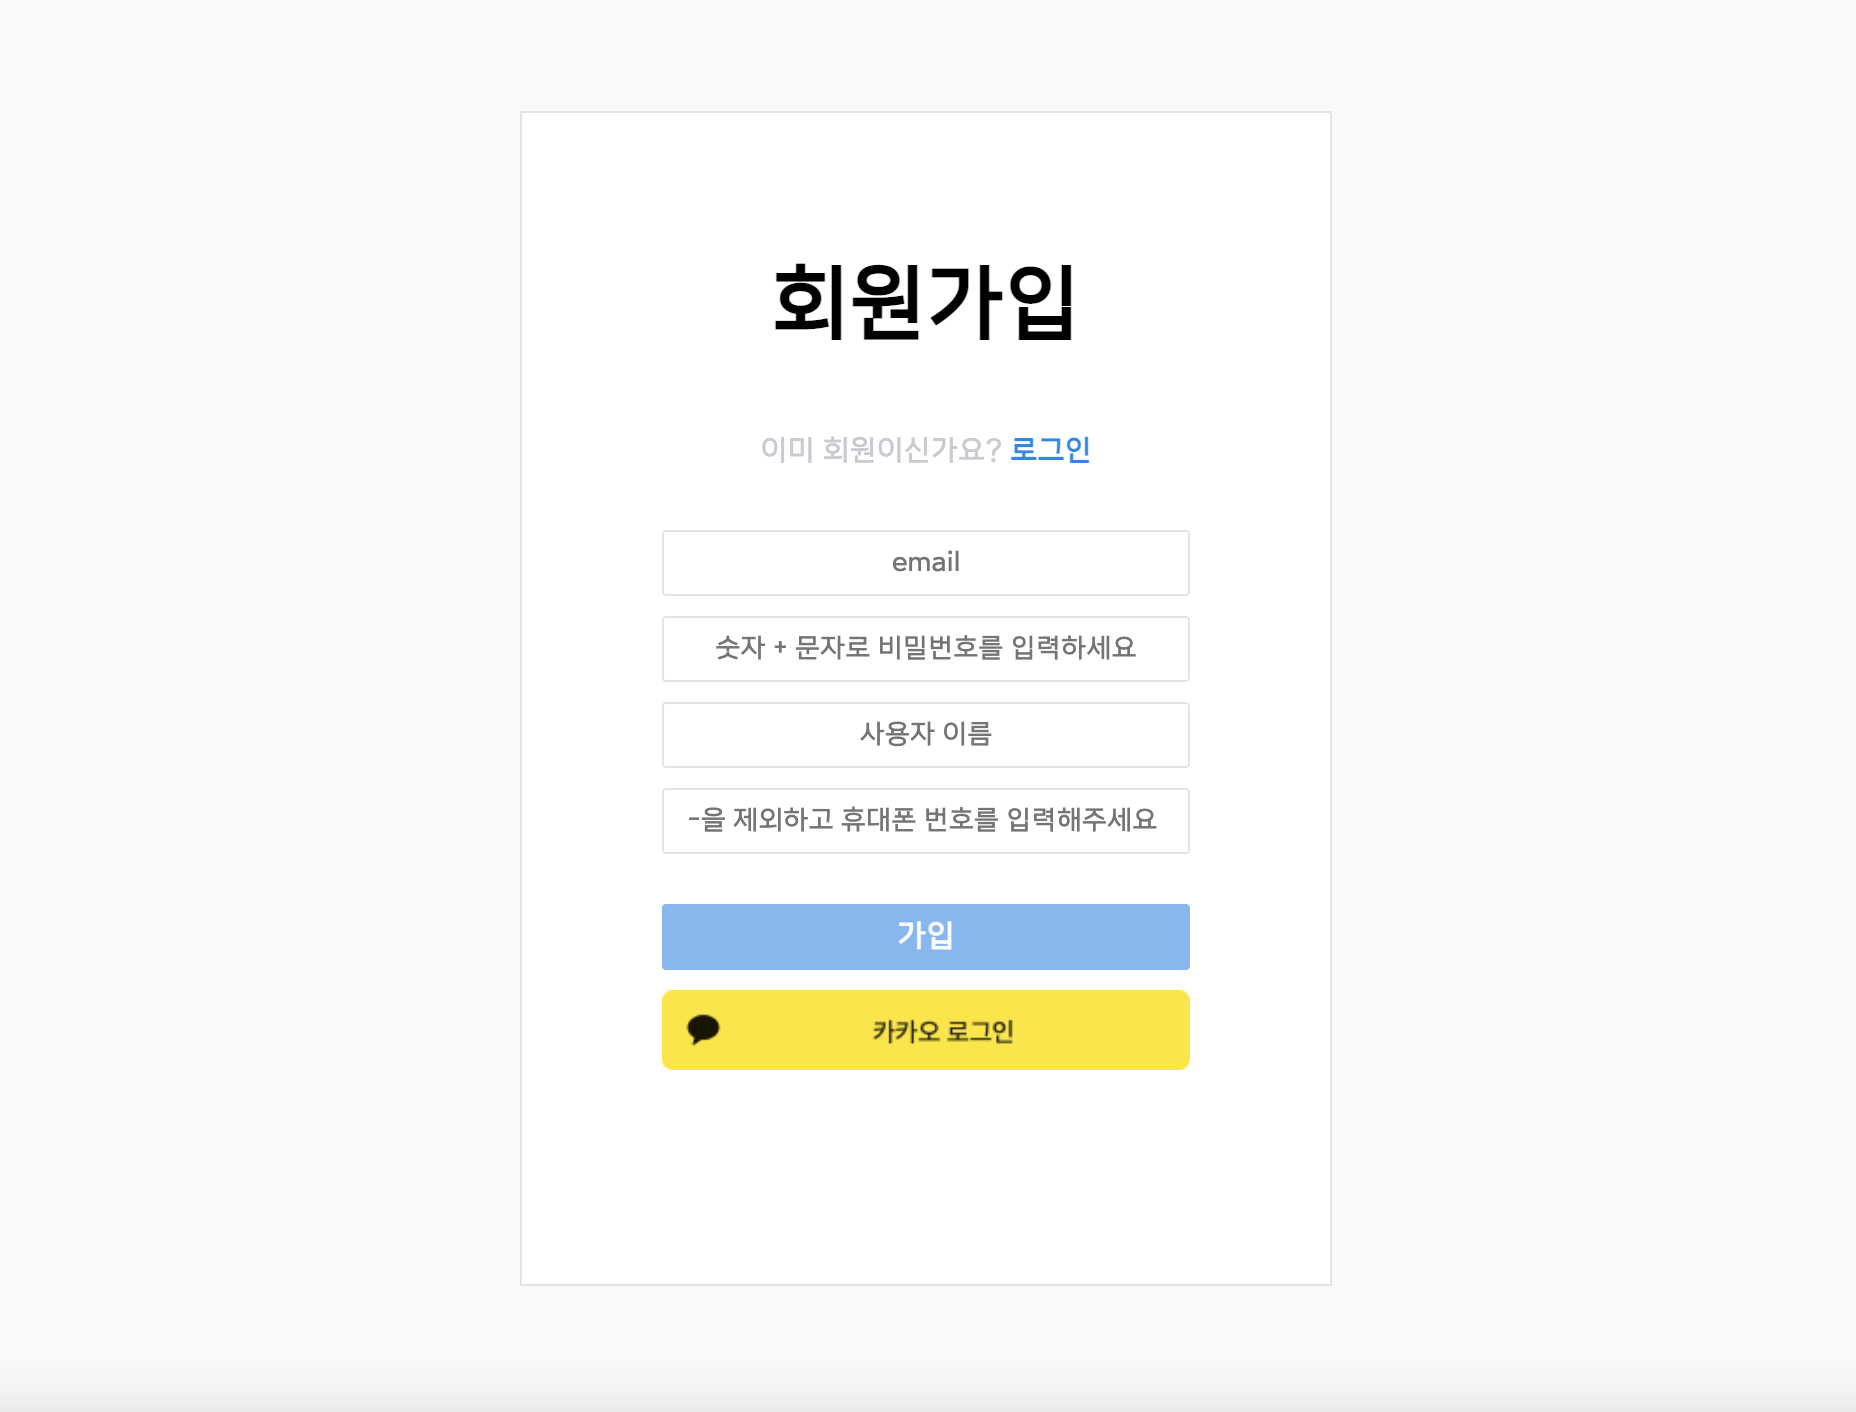 회원가입
이미 회원이신가요? 로그인
email
숫자 + 문자로 비밀번호를 입력하세요
사용자 이름
-을 제외하고 휴대폰 번호를 입력해주세요
가입
카카오 로그인